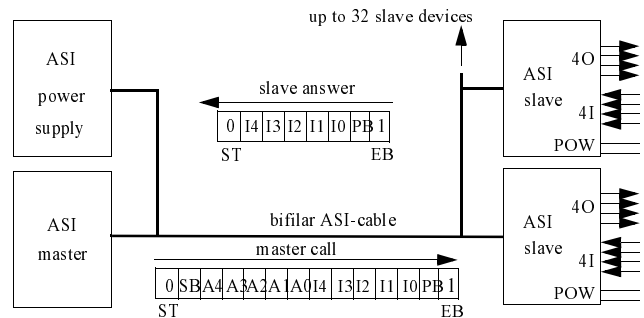 up to 32 slave devices
ASI
power
supply
slave answer
0 I4 I3 I2 I1 I0 PB 1
ST EB
ASI
slave
4O
4I
POW
ASI
master
bifilar ASI-cable
master call
0 SB A4 A3 A2 A1 A0 I4 I3 I2 I1 I0 PB 1
ST EB
ASI
slave
4O
4I
POW